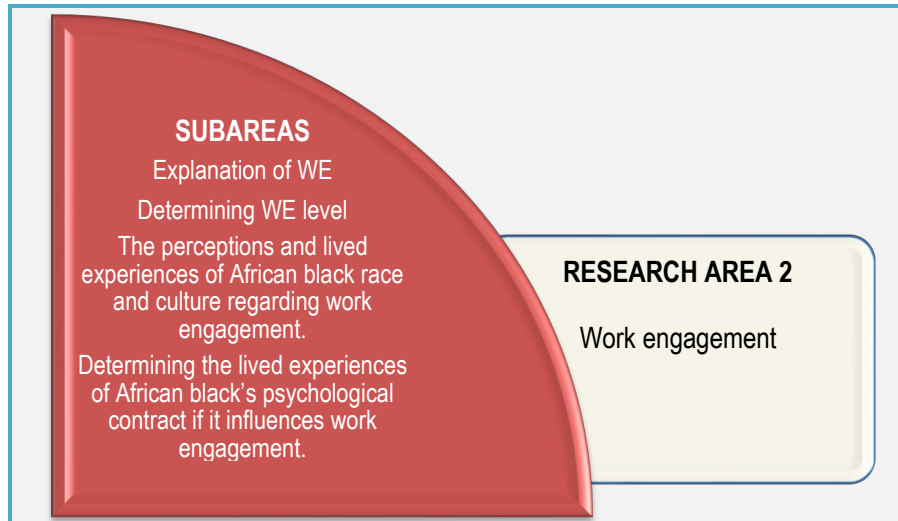 SUBAREAS
Explanation of WE
Determining WE level
The perceptions and lived
experiences of African black race
and culture regarding work
engagement.
Determining the lived experiences
of African black's psychological
contract if it influences work
engagement.
RESEARCH AREA 2
Work engagement